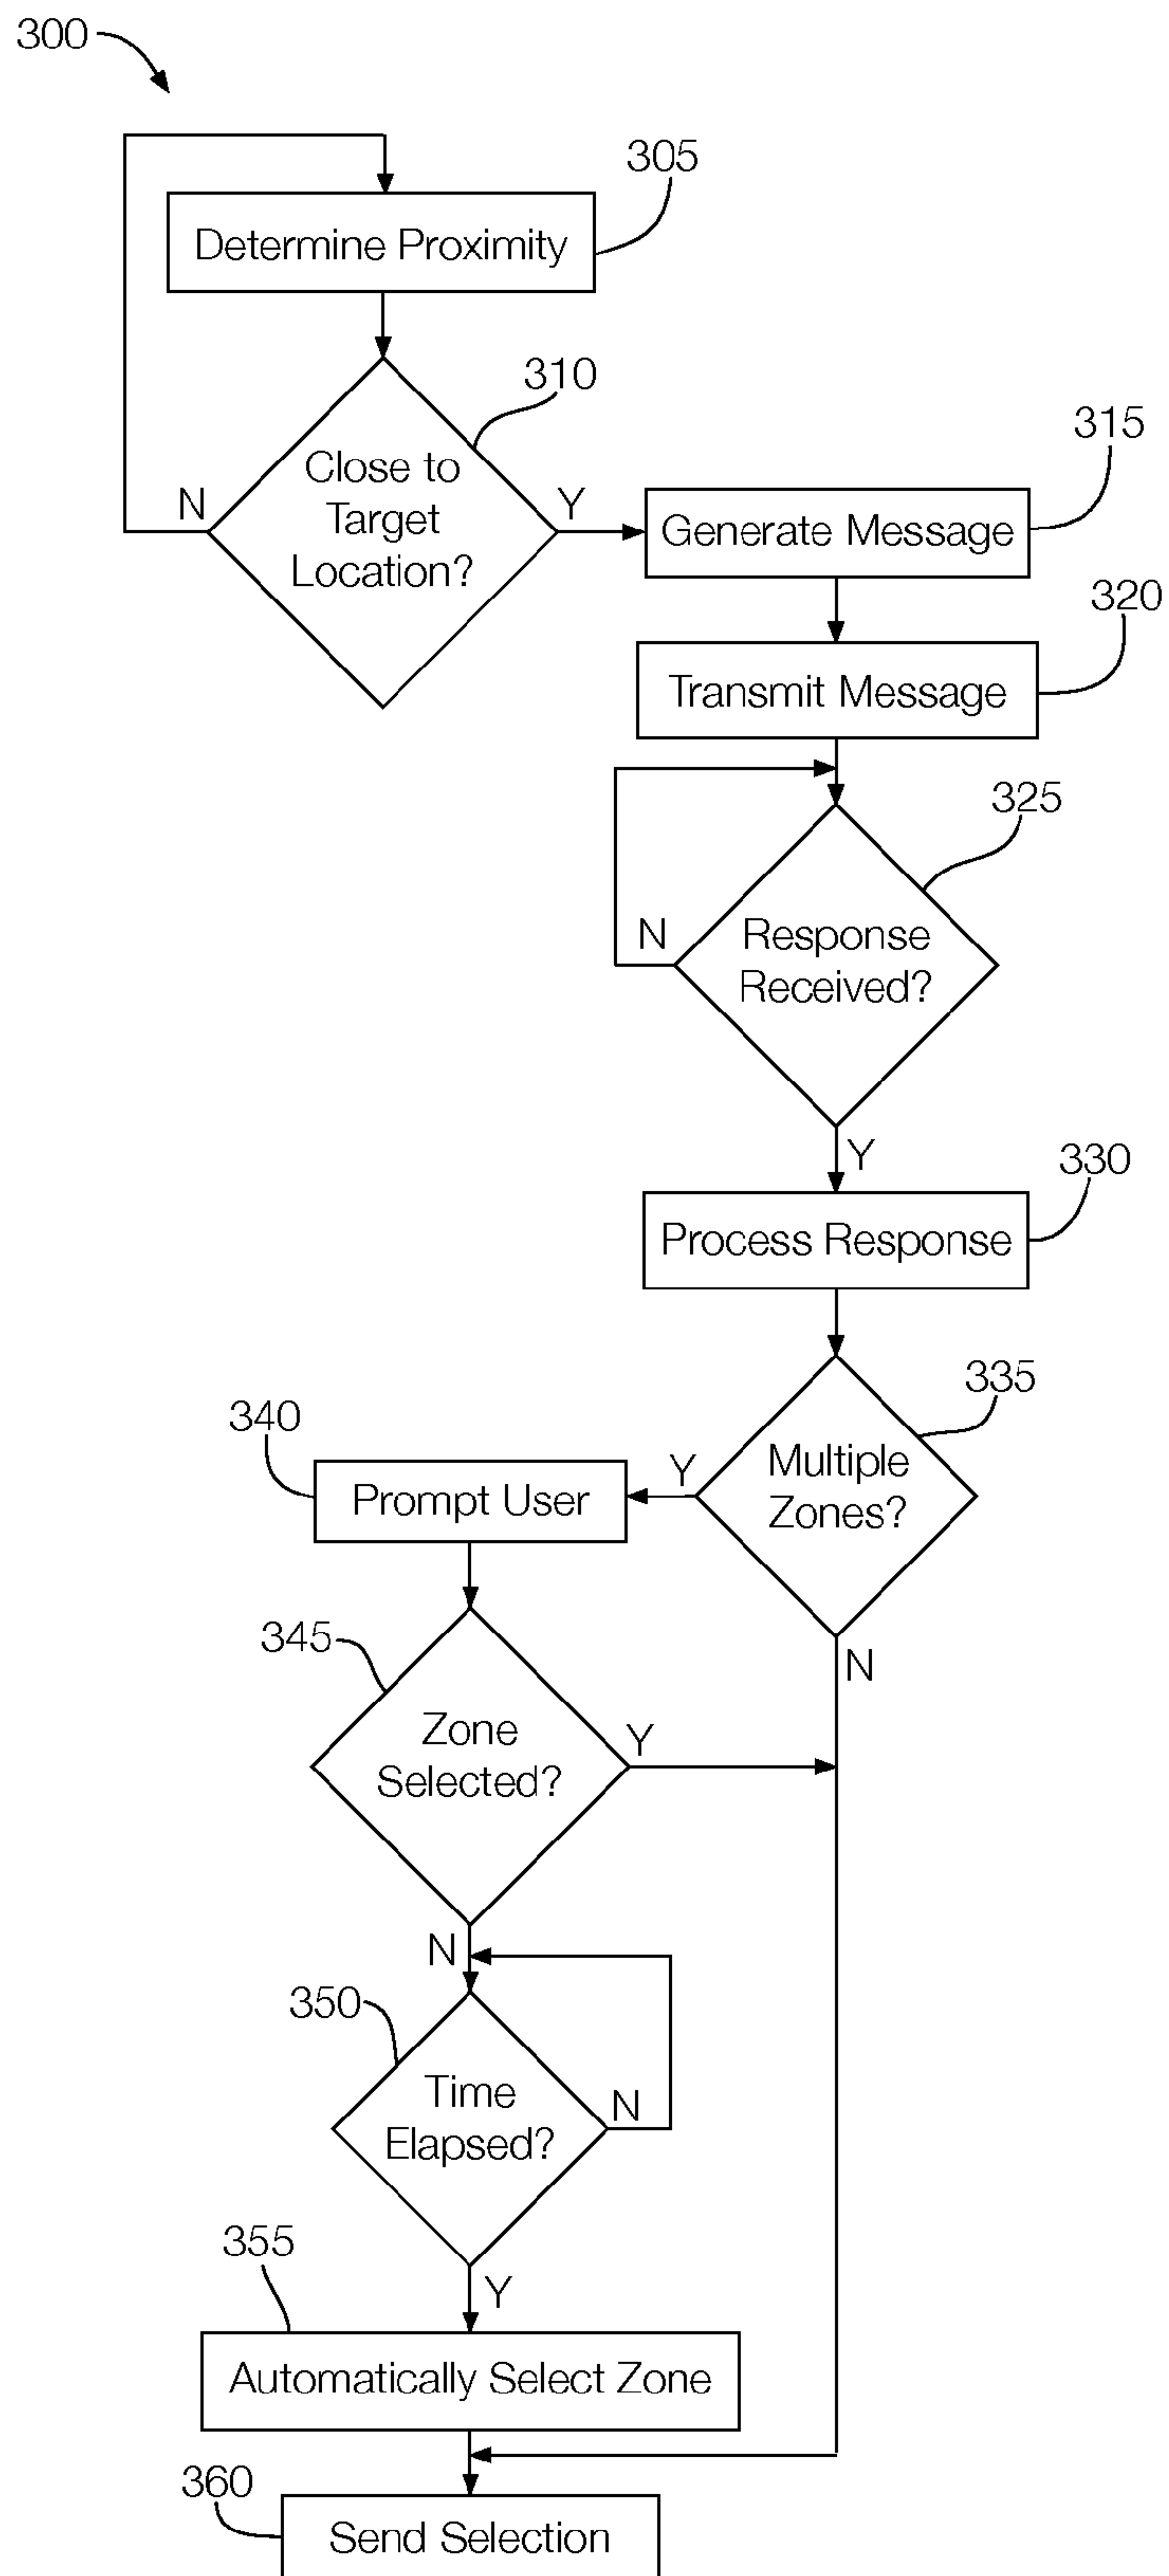 300
305
Determine Proximity
310
Close to
Target
Location?
N
Y
315
Generate Message
320
Transmit Message
325
Response
Received?
N
Y
330
Process Response
335
Multiple
Zones?
Y
N
340
Prompt User
345
Zone
Selected?
Y
N
350
Time
Elapsed?
N
Y
355
Automatically Select Zone
360
Send Selection